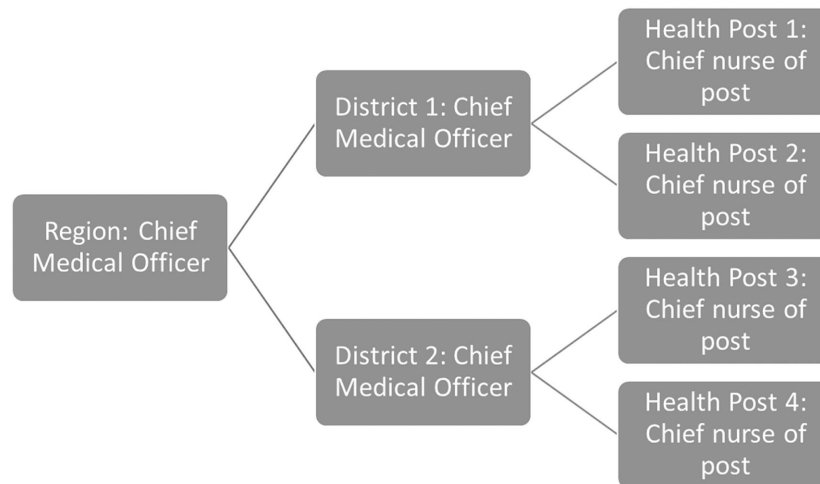 Region: Chief
Medical Officer
District 1: Chief
Medical Officer
District 2: Chief
Medical Officer
Health Post 1:
Chief nurse of
post
Health Post 2:
Chief nurse of
post
Health Post 3:
Chief nurse of
post
Health Post 4:
Chief nurse of
post